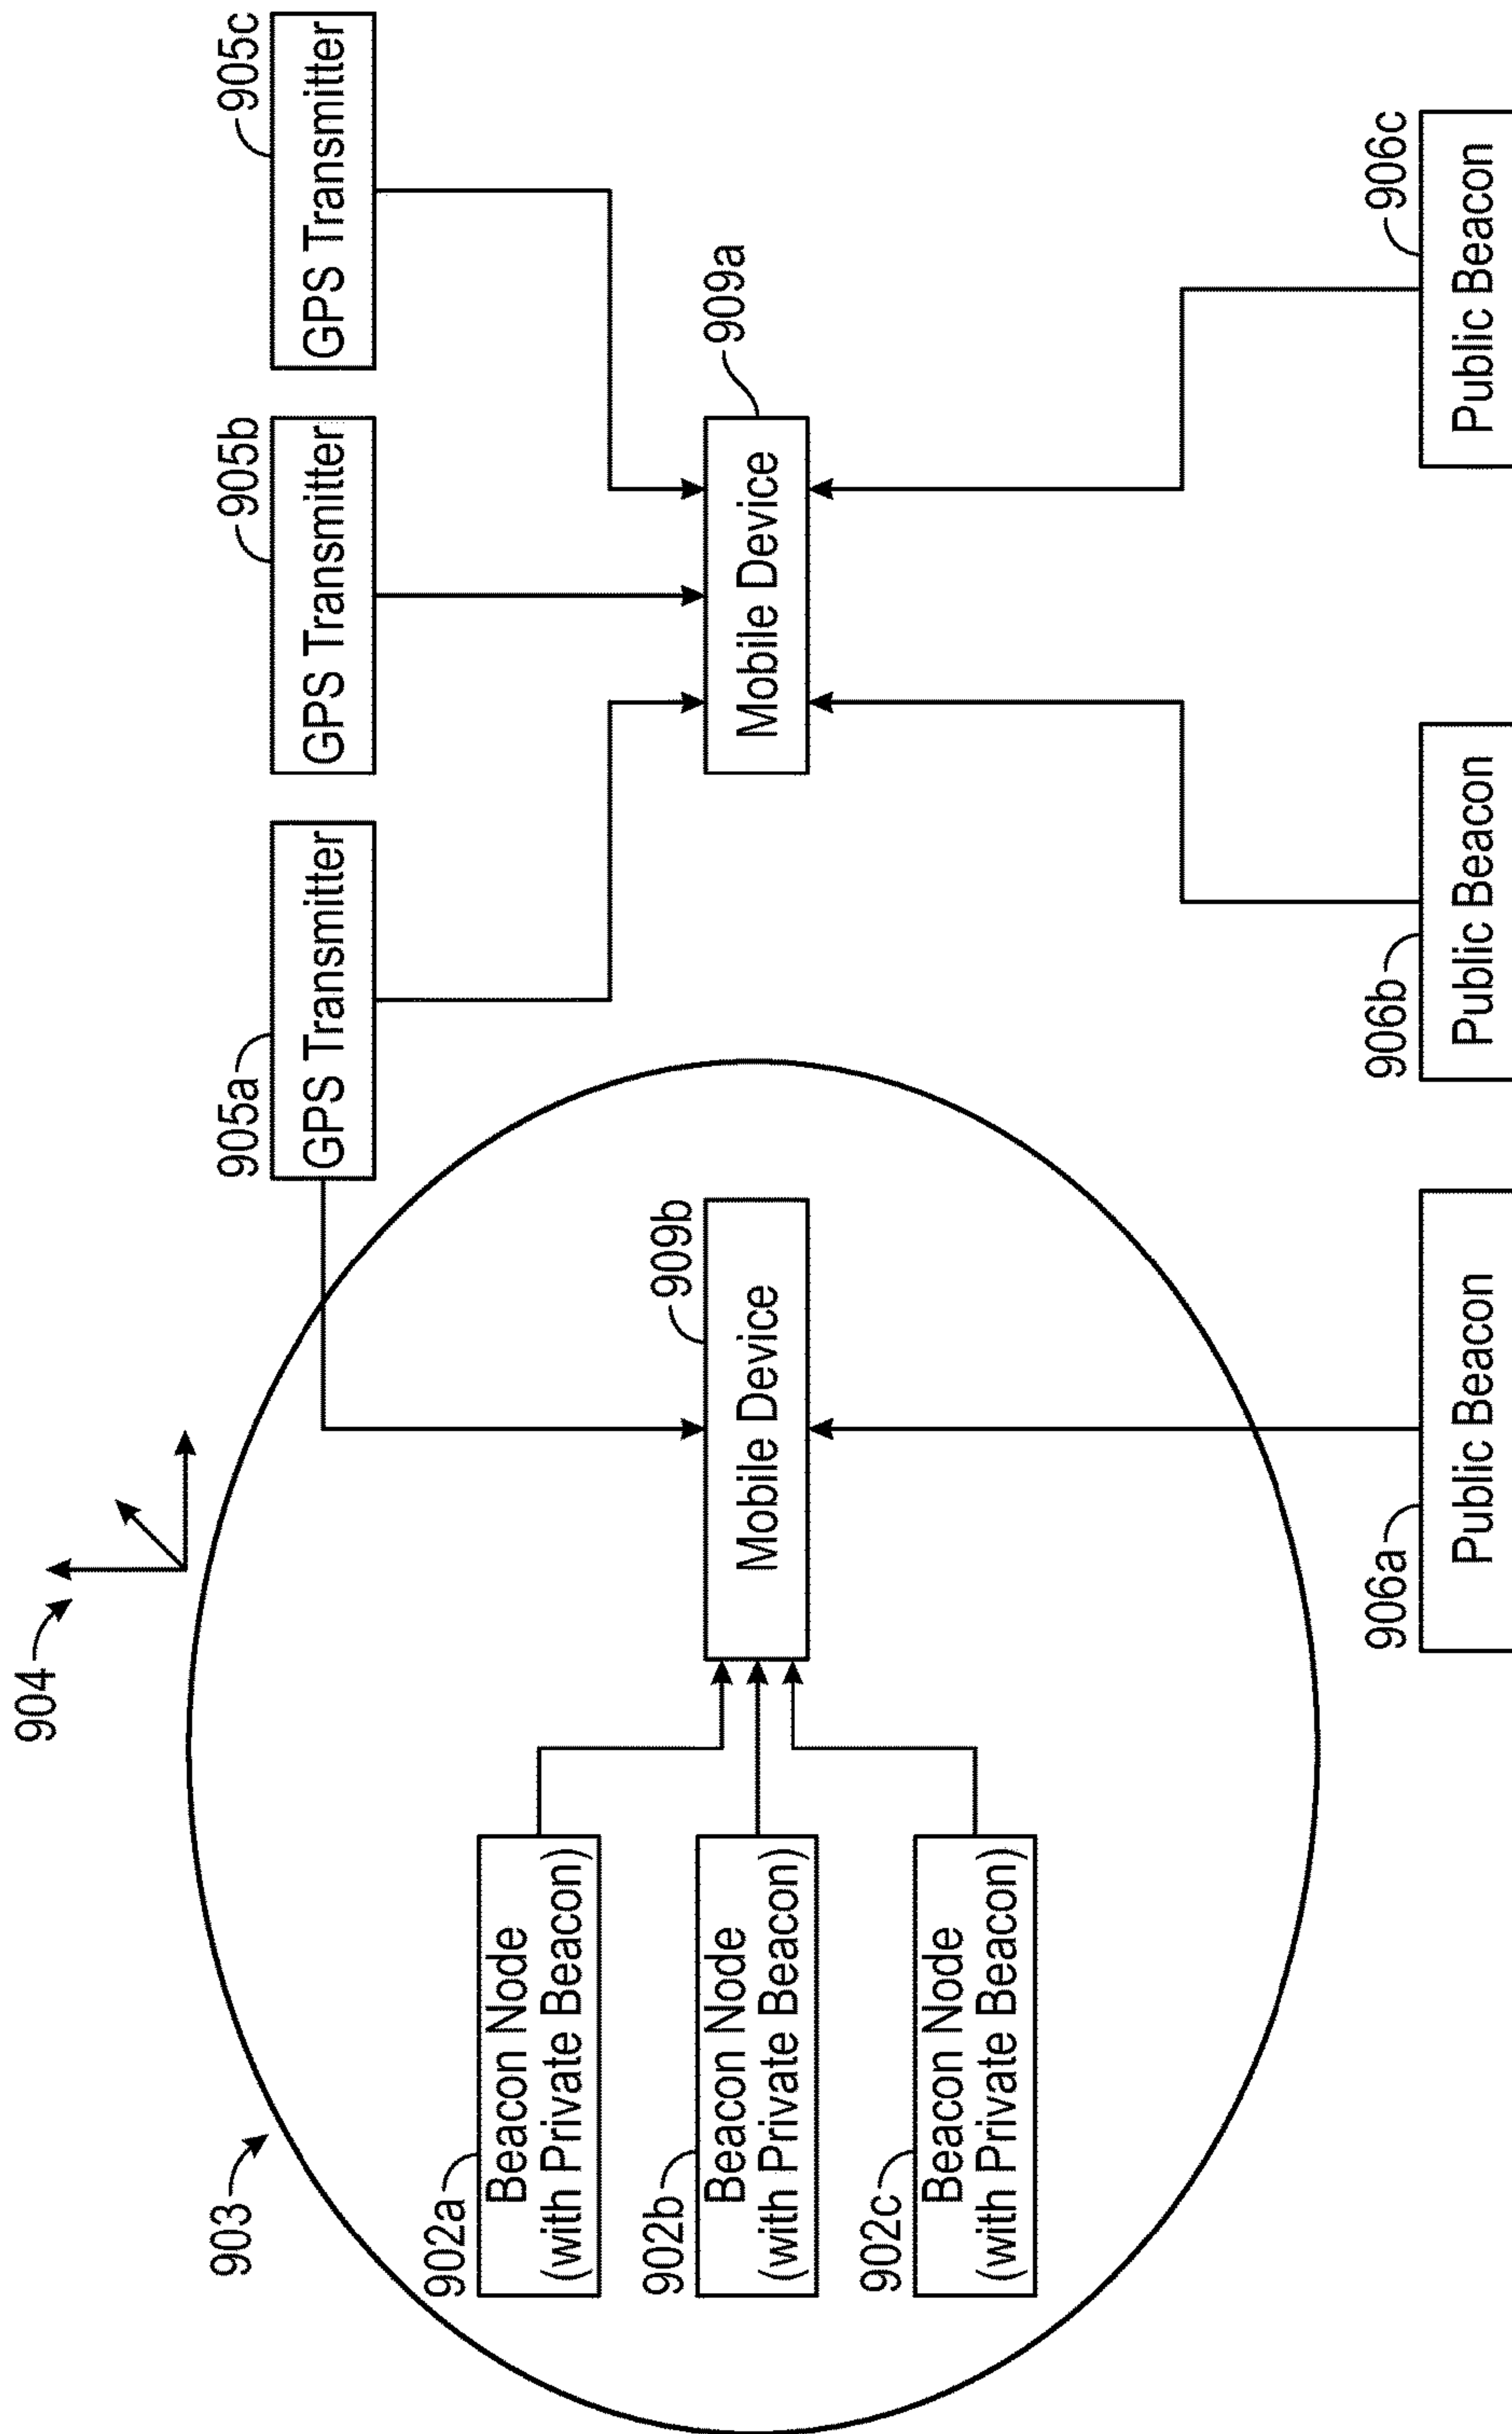 904
903
905a
GPS Transmitter
905b
GPS Transmitter
905c
GPS Transmitter
902a
Beacon Node
(with Private Beacon)
902b
Beacon Node
(with Private Beacon)
902c
Beacon Node
(with Private Beacon)
909b
Mobile Device
909a
Mobile Device
906a
Public Beacon
906b
Public Beacon
906c
Public Beacon